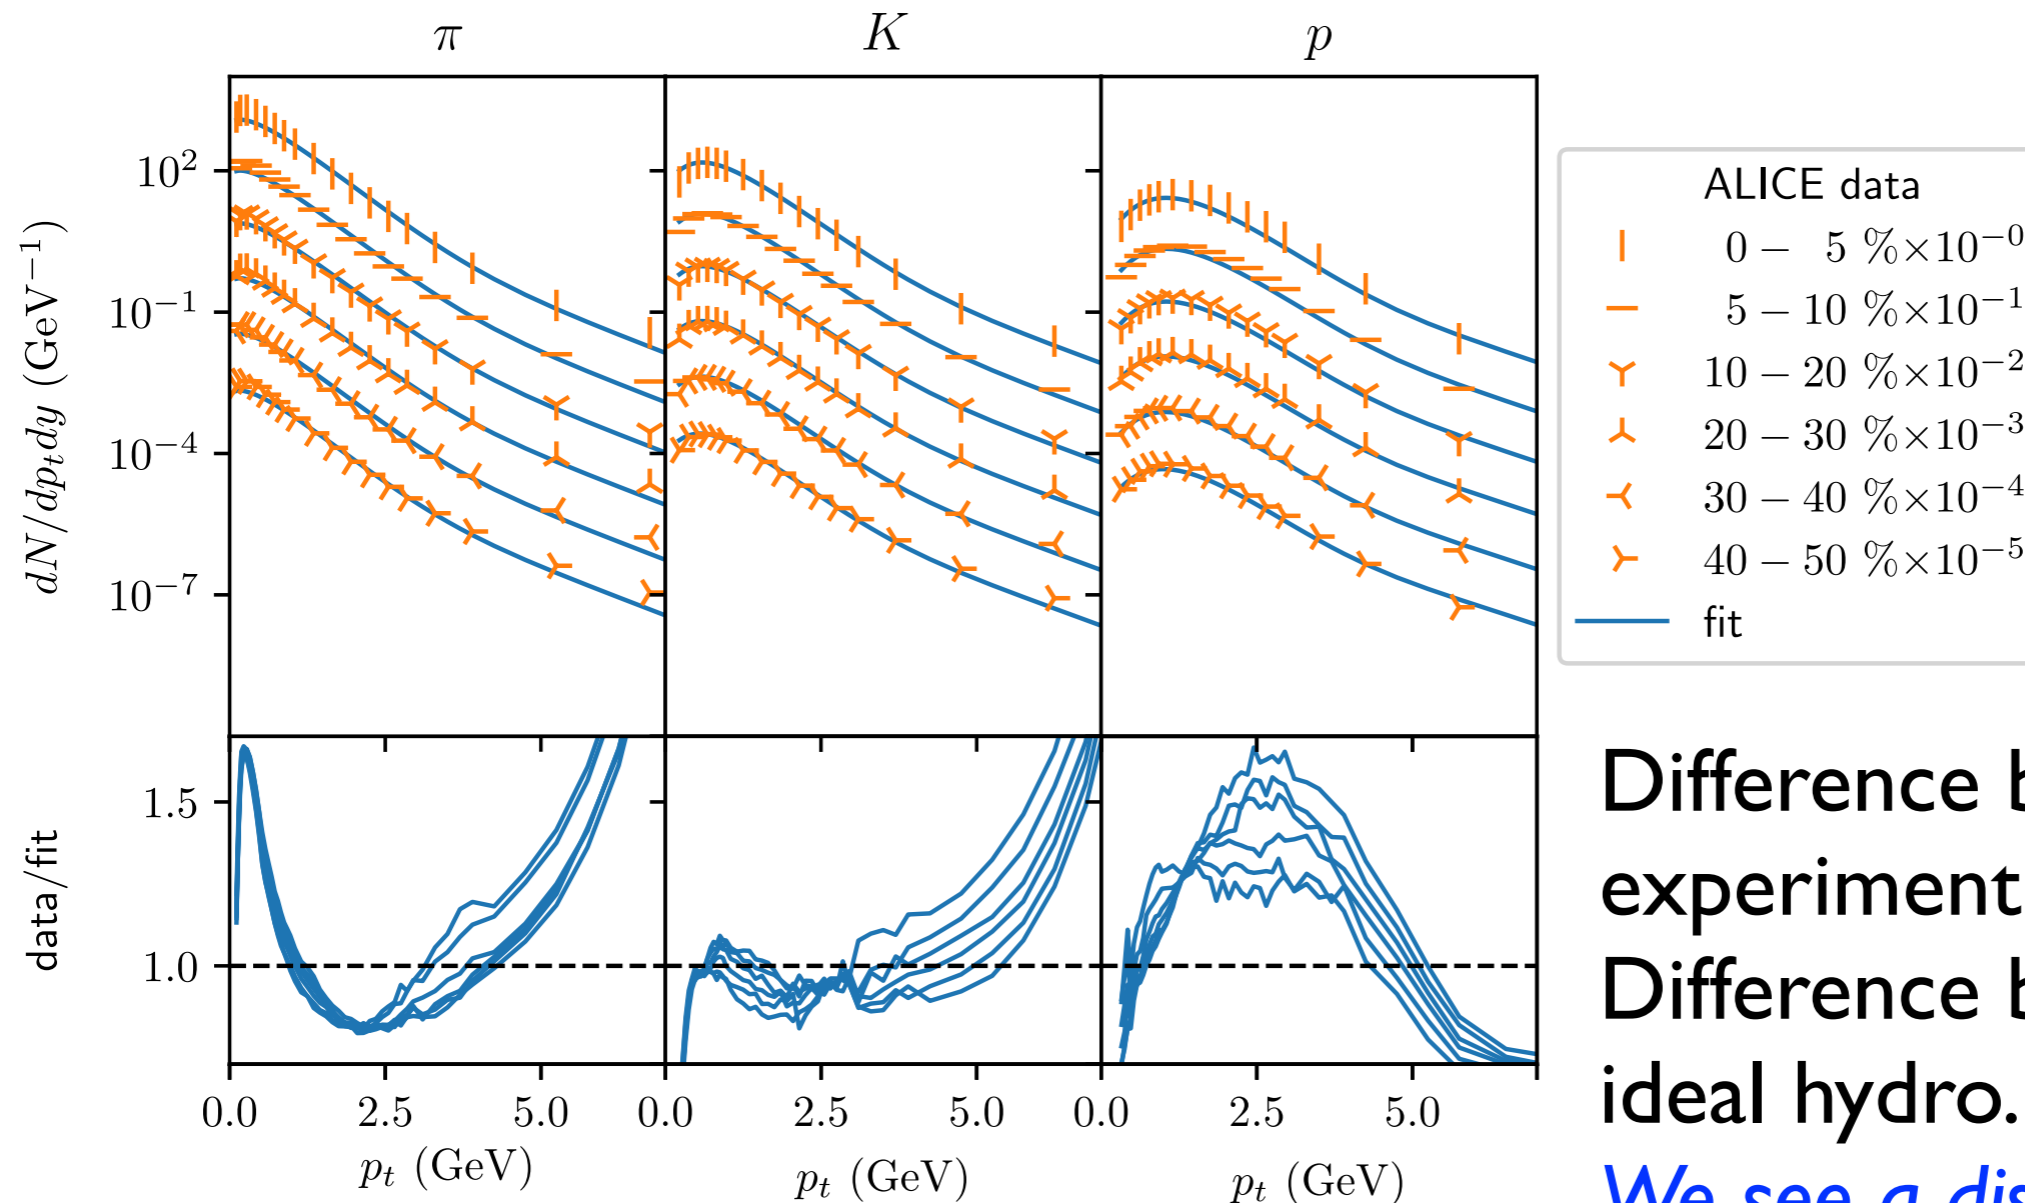 π K p
10² 10⁻¹ 10⁻⁴ 10⁻⁷
dN/dp_t dy (GeV⁻¹)
ALICE data
0 − 5 %×10⁻⁰
5 − 10 %×10⁻¹
10 − 20 %×10⁻²
20 − 30 %×10⁻³
30 − 40 %×10⁻⁴
40 − 50 %×10⁻⁵
fit
1.5
1.0
data/fit
0.0 2.5 5.0 0.0 2.5 5.0 0.0 2.5 5.0
p_t (GeV) p_t (GeV) p_t (GeV)
Difference
experiment
Difference
ideal hydro.
We see a